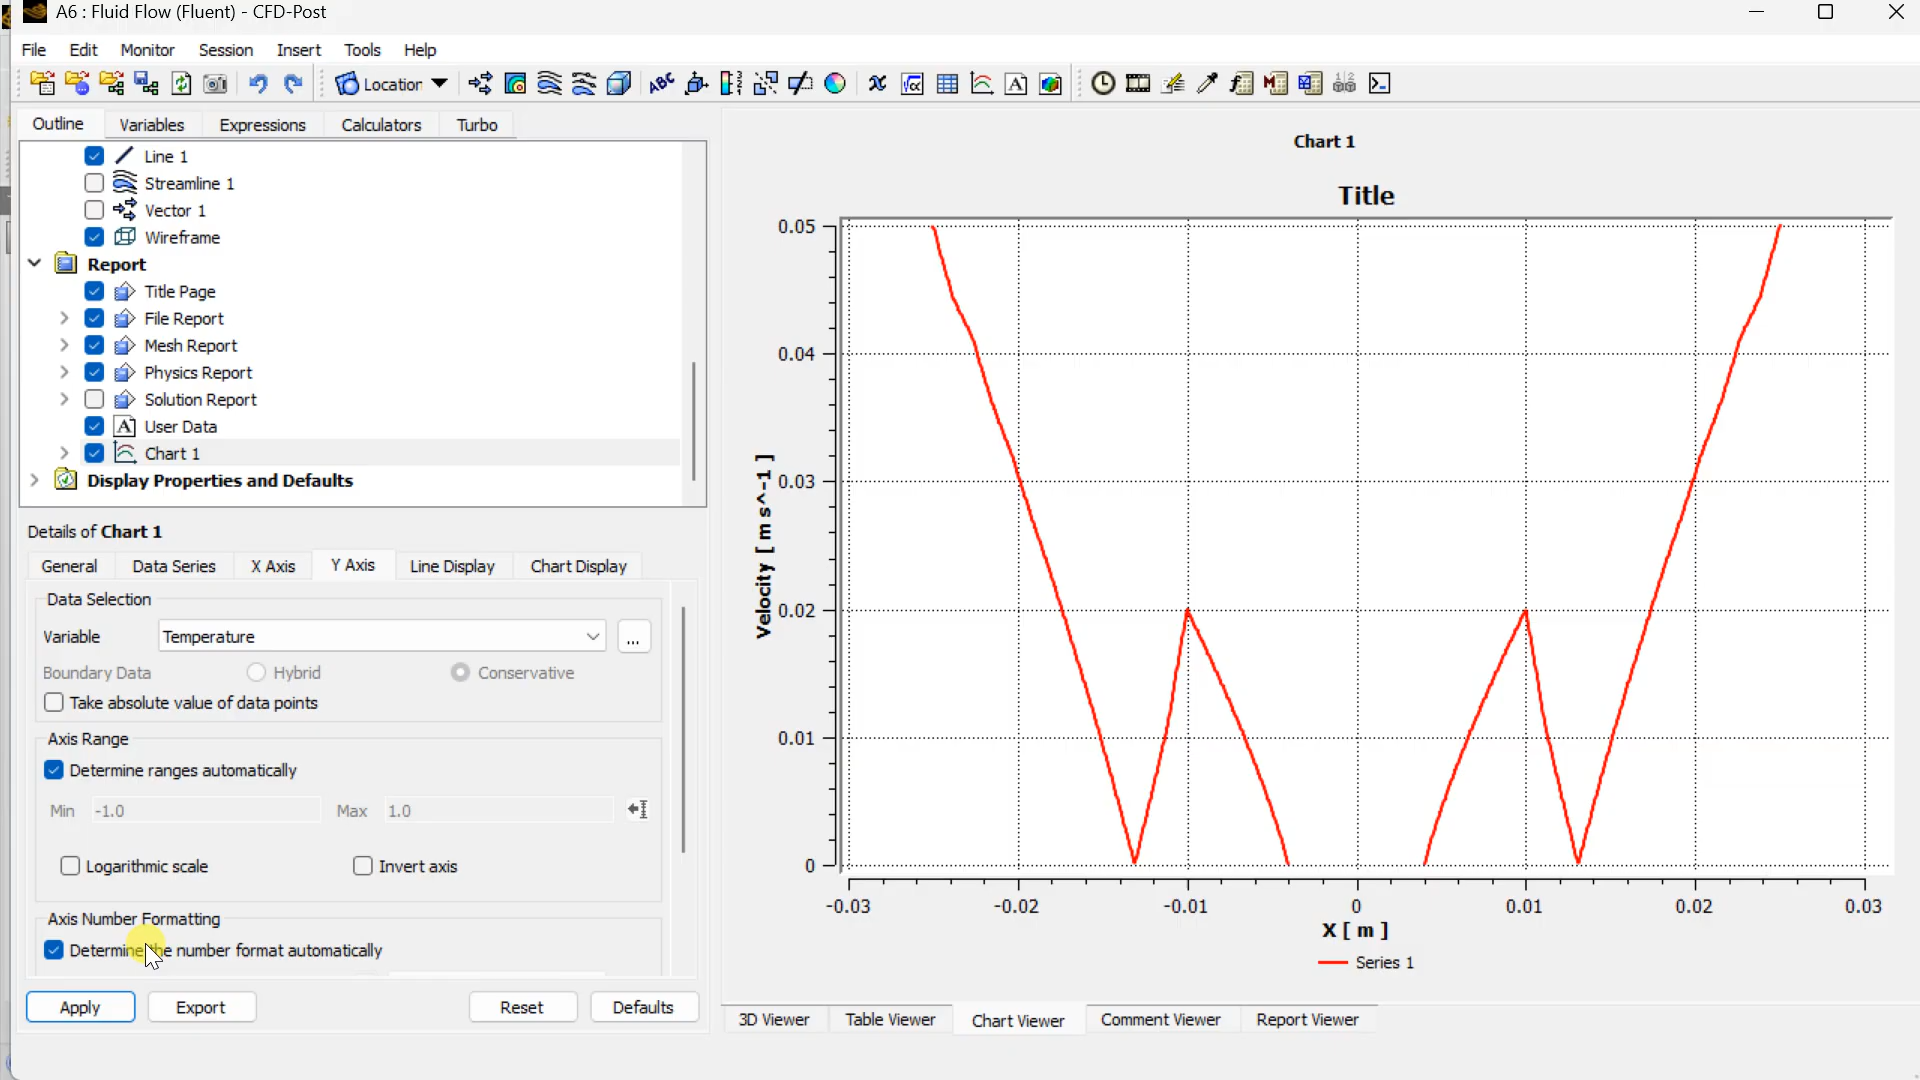 A6 : Fluid Flow (Fluent) - CFD-Post
File Edit Monitor Session Insert Tools Help
Location
Outline Variables Expressions Calculators Turbo
Line 1
Streamline 1
Vector 1
Wireframe
Report
Title Page
File Report
Mesh Report
Physics Report
Solution Report
User Data
Chart 1
Display Properties and Defaults
Details of Chart 1
General Data Series X Axis Y Axis Line Display Chart Display
Data Selection
Variable Temperature ...
Boundary Data Hybrid Conservative
Take absolute value of data points
Axis Range
Determine ranges automatically
Min -1.0 Max 1.0
Logarithmic scale Invert axis
Axis Number Formatting
Determine the number format automatically
Apply Export Reset Defaults
Chart 1
Title
0.05
0.04
0.03
0.02
0.01
0
Velocity [ m s^-1 ]
-0.03 -0.02 -0.01 0 0.01 0.02 0.03
X [ m ]
Series 1
3D Viewer Table Viewer Chart Viewer Comment Viewer Report Viewer